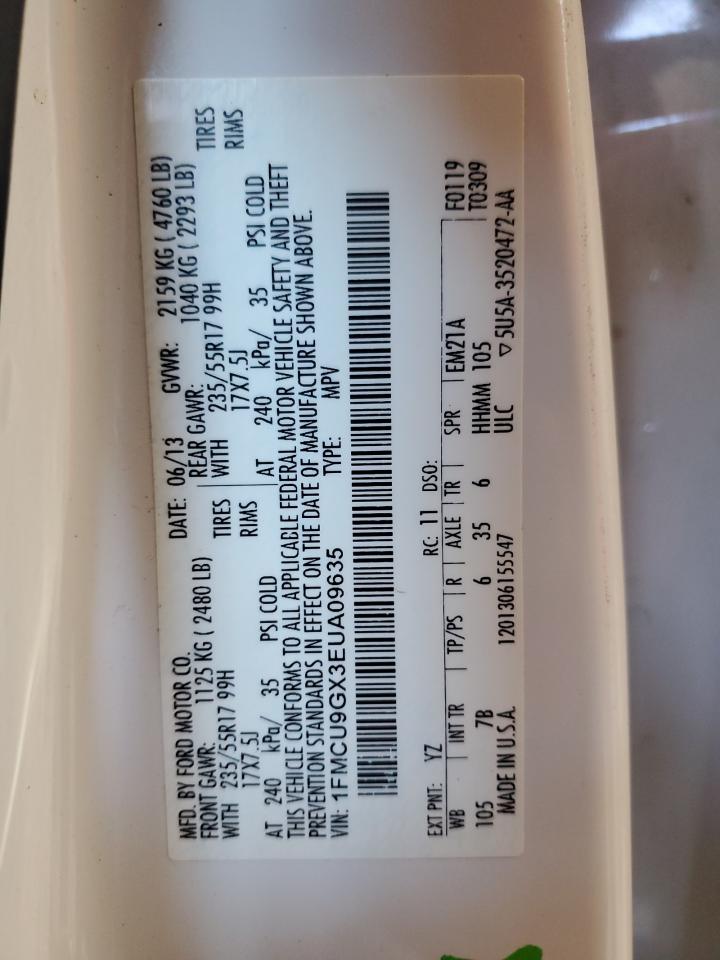 MFD. BY FORD MOTOR CO. DATE: 06/13 GVWR: 2159 KG ( 4760 LB)
FRONT GAWR: 1125 KG ( 2480 LB) REAR GAWR: 1040 KG ( 2293 LB)
WITH 235/55R17 99H TIRES WITH 235/55R17 99H TIRES
17X7.5J RIMS 17X7.5J RIMS
AT 240 kPa/ 35 PSI COLD AT 240 kPa/ 35 PSI COLD
THIS VEHICLE CONFORMS TO ALL APPLICABLE FEDERAL MOTOR VEHICLE SAFETY AND THEFT
PREVENTION STANDARDS IN EFFECT ON THE DATE OF MANUFACTURE SHOWN ABOVE.
VIN: 1FMCU9GX3EUA09635 TYPE: MPV
EXT PNT: YZ RC: 11 DSO: F0119
WB INT TR TP/PS R AXLE TR SPR EM21A T0309
105 7B 6 35 6 HHMM 105
MADE IN U.S.A. 1201306155547 ULC ▽5U5A-3520472-AA